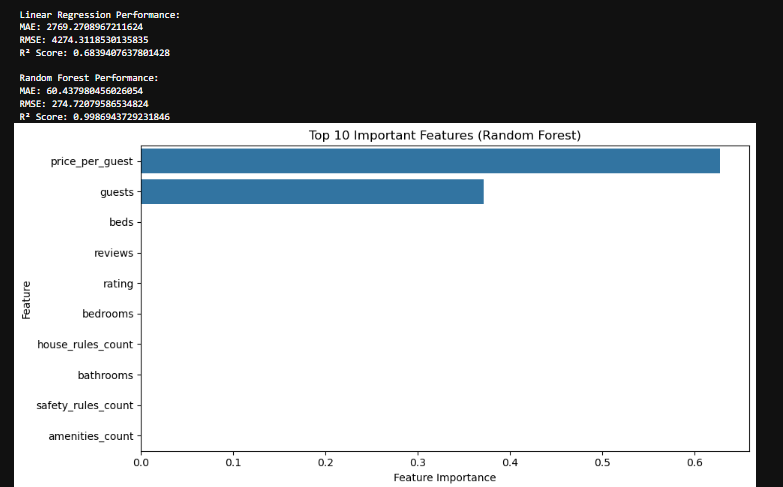 Linear Regression Performance:
MAE: 2769.2708967211624
RMSE: 4274.3118530135835
R² Score: 0.6839407637801428
Random Forest Performance:
MAE: 60.437980456026054
RMSE: 274.72079586534824
R² Score: 0.9986943729231846
Top 10 Important Features (Random Forest)
price_per_guest
guests
beds
reviews
rating
bedrooms
house_rules_count
bathrooms
safety_rules_count
amenities_count
Feature
0.0 0.1 0.2 0.3 0.4 0.5 0.6
Feature Importance